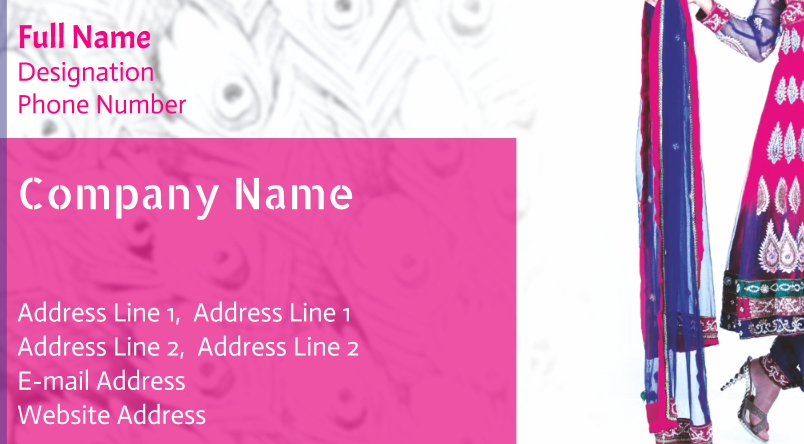 Full Name
Designation
Phone Number
Company Name
Address Line 1,  Address Line 1
Address Line 2,  Address Line 2
E-mail Address
Website Address